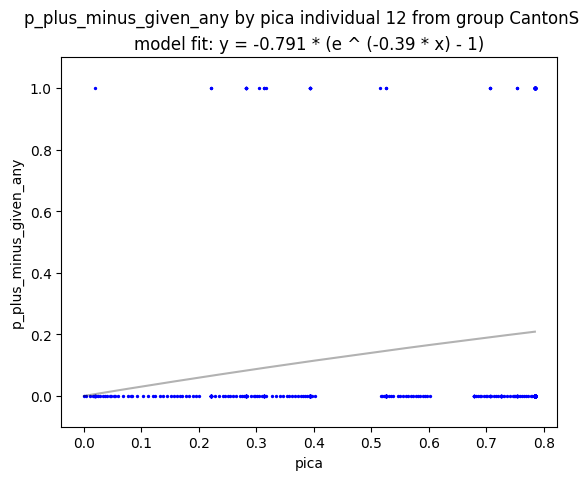 p_plus_minus_given_any by pica individual 12 from group CantonS
model fit: y = -0.791 * (e ^ (-0.39 * x) - 1)
1.0
0.8
0.6
0.4
0.2
0.0
p_plus_minus_given_any
0.0 0.1 0.2 0.3 0.4 0.5 0.6 0.7 0.8
pica